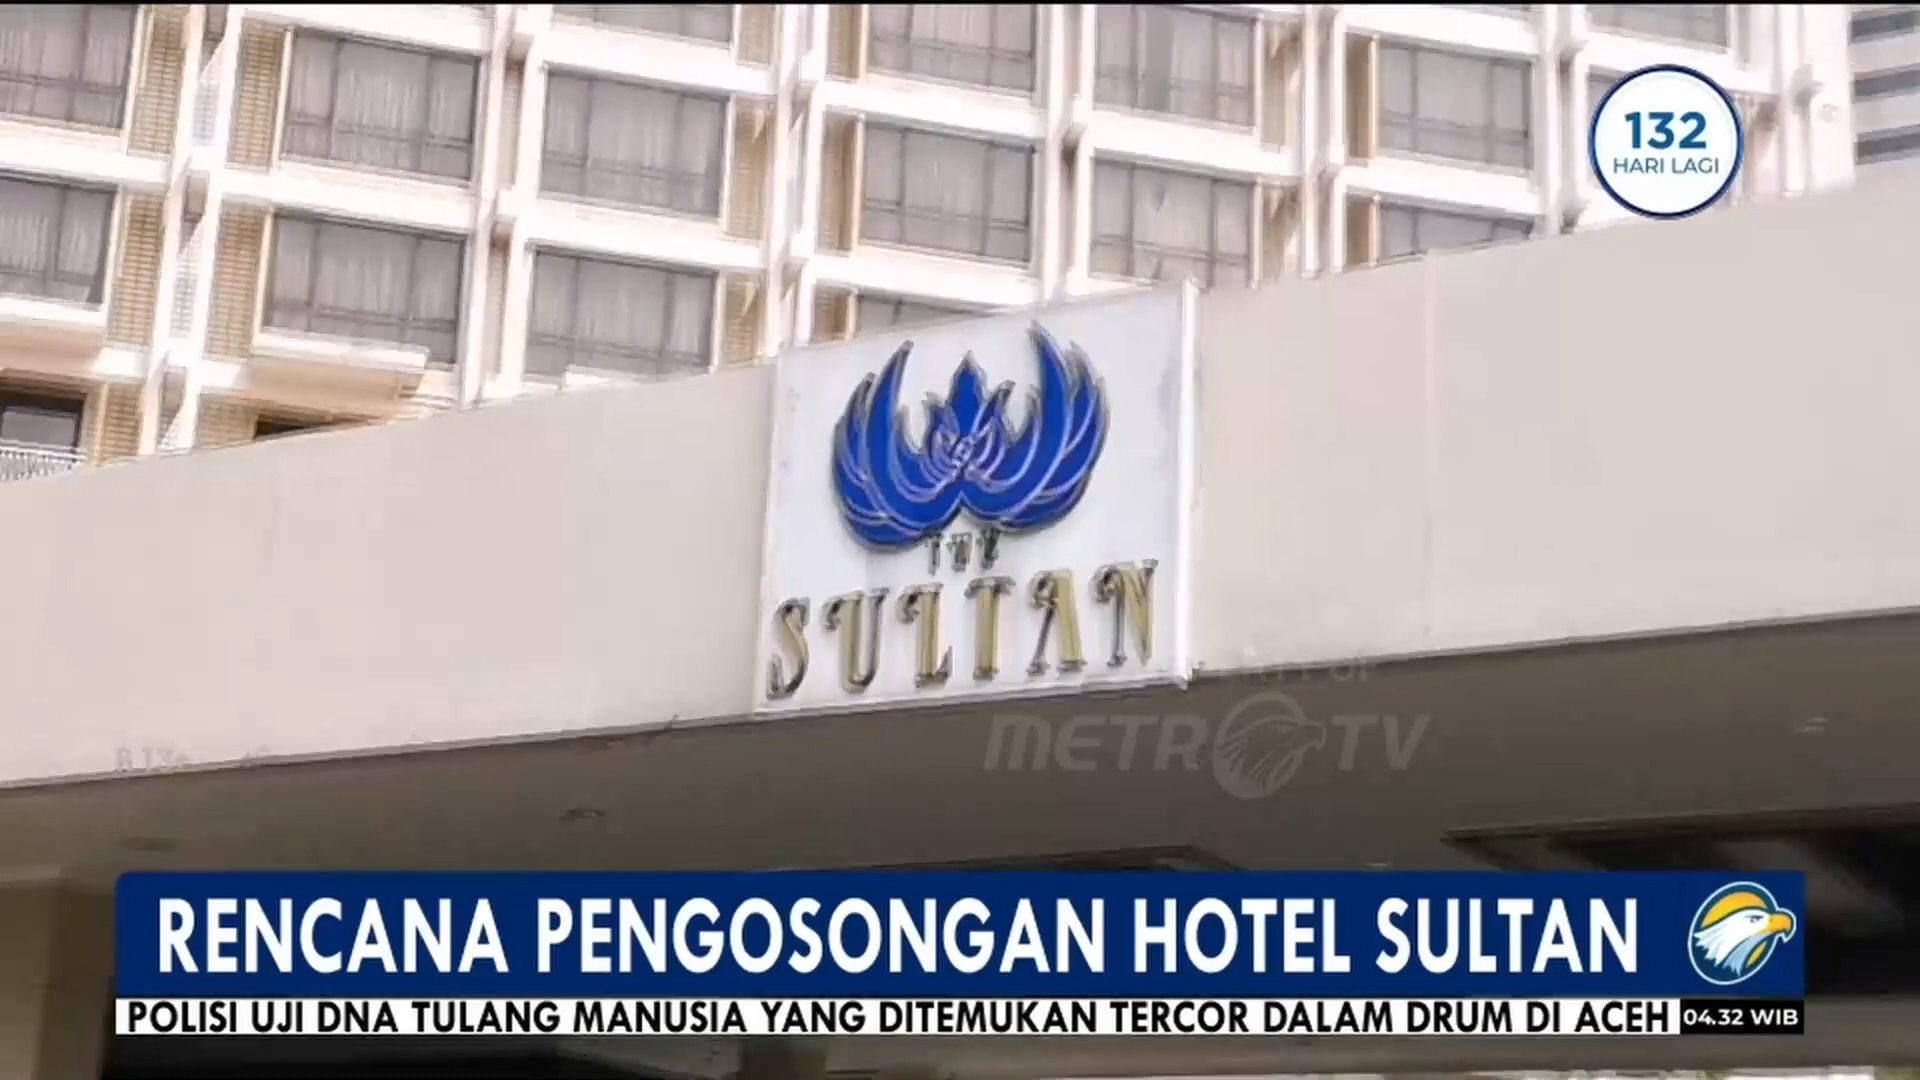 132
HARI LAGI
THE
SULTAN
METRO TV
RENCANA PENGOSONGAN HOTEL SULTAN
POLISI UJI DNA TULANG MANUSIA YANG DITEMUKAN TERCOR DALAM DRUM DI ACEH
04.32 WIB